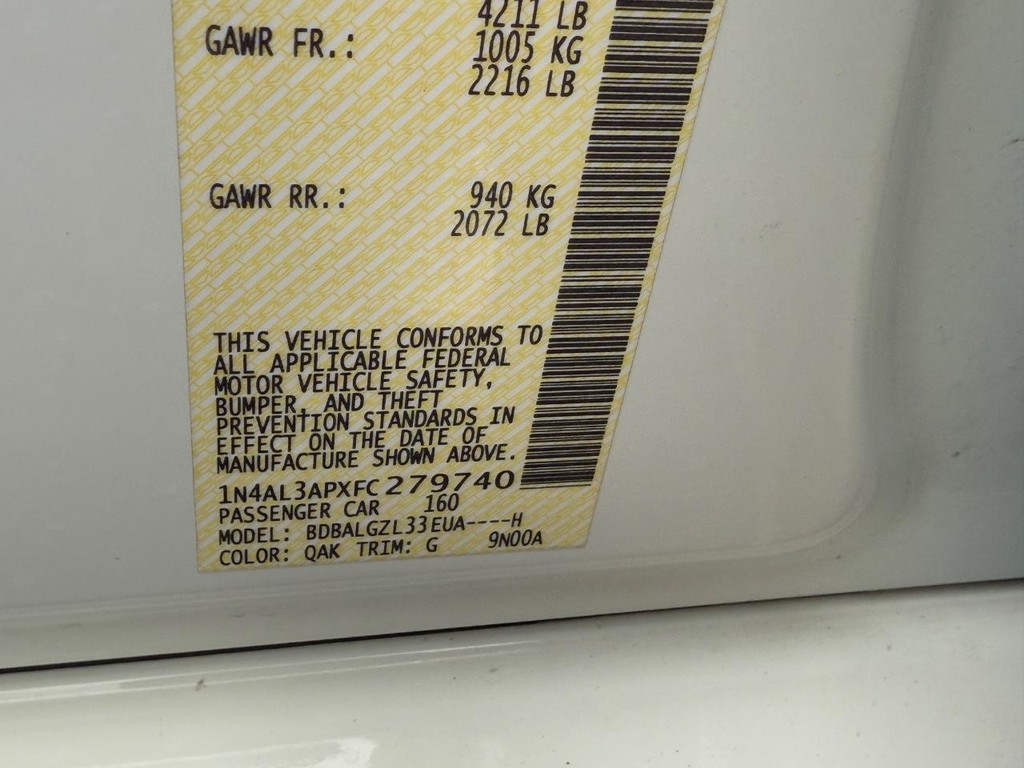 4211 LB
GAWR FR.: 1005 KG
2216 LB
GAWR RR.: 940 KG
2072 LB
THIS VEHICLE CONFORMS TO
ALL APPLICABLE FEDERAL
MOTOR VEHICLE SAFETY,
BUMPER, AND THEFT
PREVENTION STANDARDS IN
EFFECT ON THE DATE OF
MANUFACTURE SHOWN ABOVE.
1N4AL3APXFC279740
PASSENGER CAR 160
MODEL: BDBALGZL33EUA----H
COLOR: QAK TRIM: G 9N00A